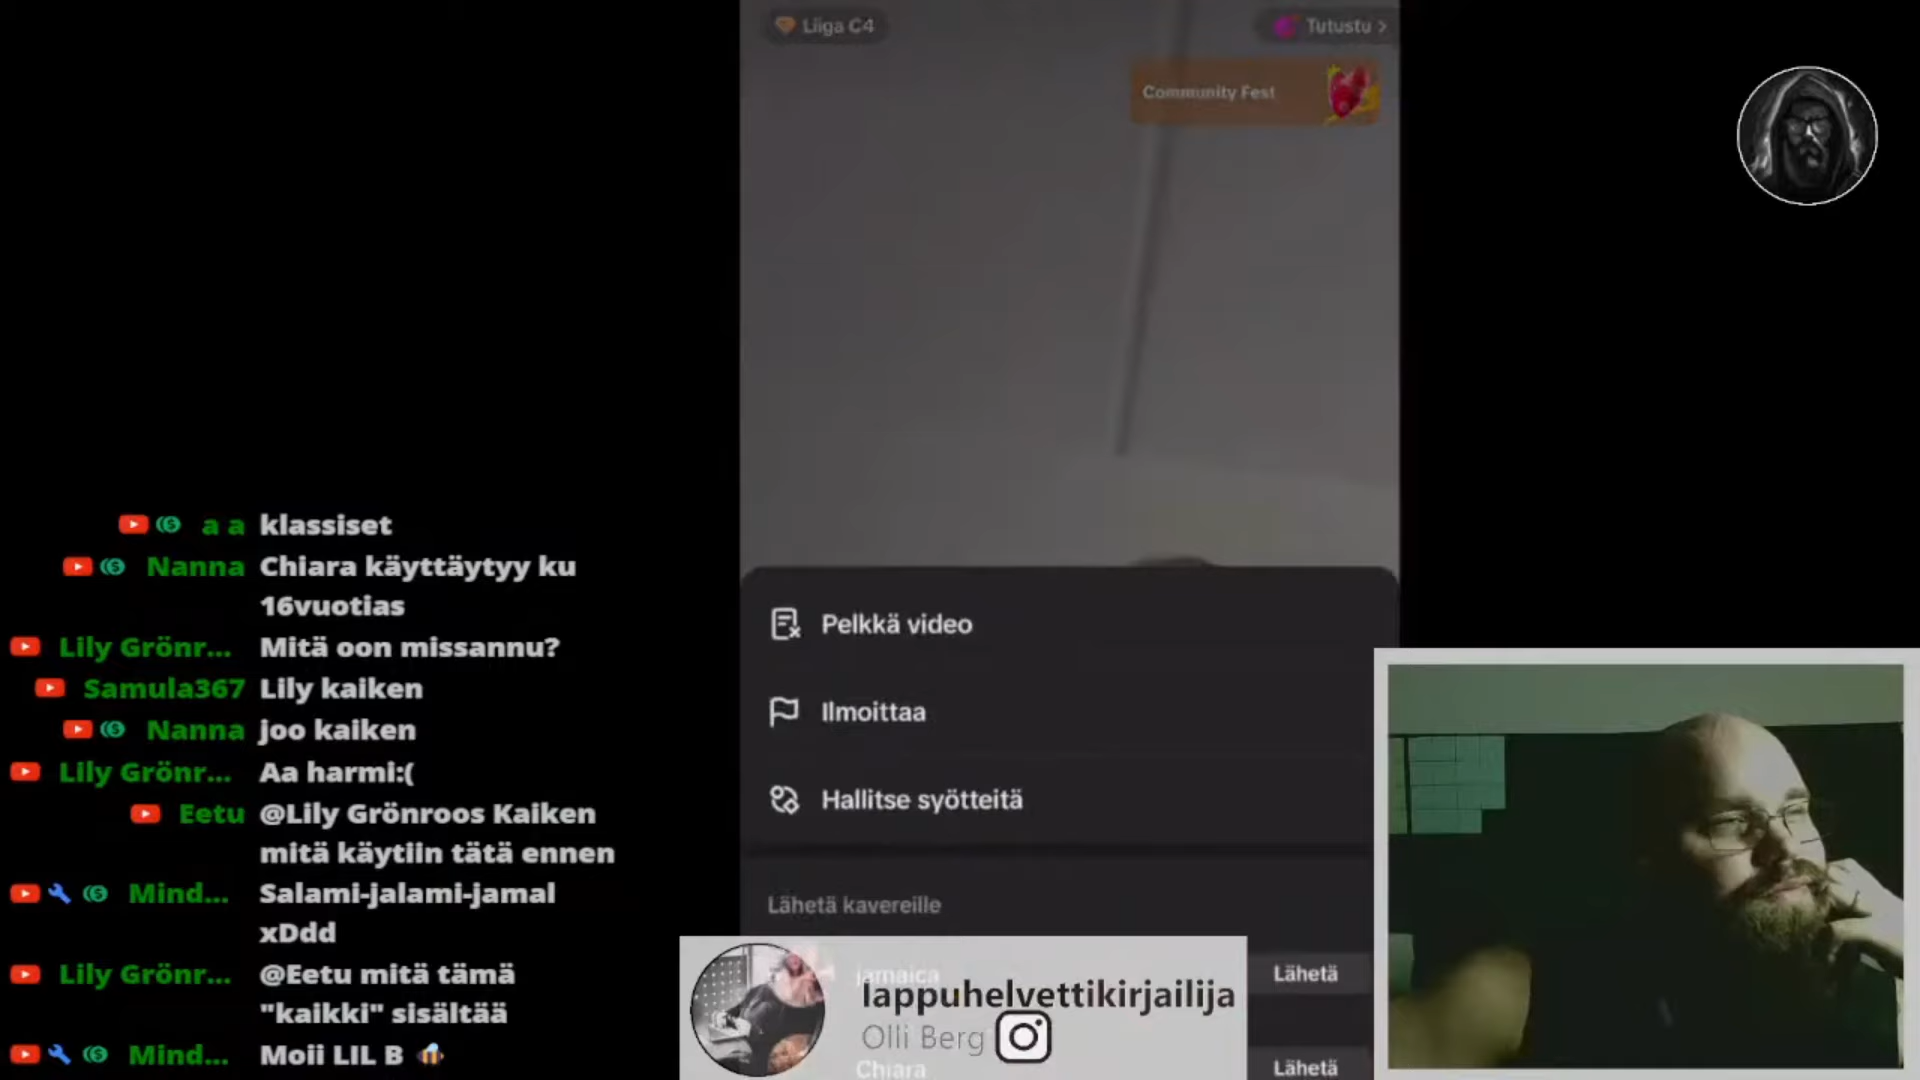 Liiga C4
Tutustu >
Community Fest
a a klassiset
Nanna Chiara käyttäytyy ku
16vuotias
Lily Grönr... Mitä oon missannu?
Samula367 Lily kaiken
Nanna joo kaiken
Lily Grönr... Aa harmi:(
Eetu @Lily Grönroos Kaiken
mitä käytiin tätä ennen
Mind... Salami-jalami-jamal
xDdd
Lily Grönr... @Eetu mitä tämä
"kaikki" sisältää
Mind... Moii LIL B
Pelkkä video
Ilmoittaa
Hallitse syötteitä
Lähetä kavereille
jamaica Lähetä
lappuhelvettikirjailija
Olli Berg
Chiara Lähetä